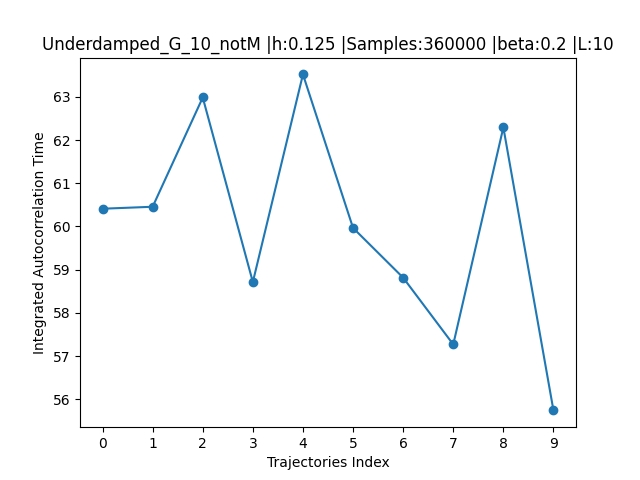 Underdamped_G_10_notM |h:0.125 |Samples:360000 |beta:0.2 |L:10
Integrated Autocorrelation Time
63
62
61
60
59
58
57
56
0 1 2 3 4 5 6 7 8 9
Trajectories Index